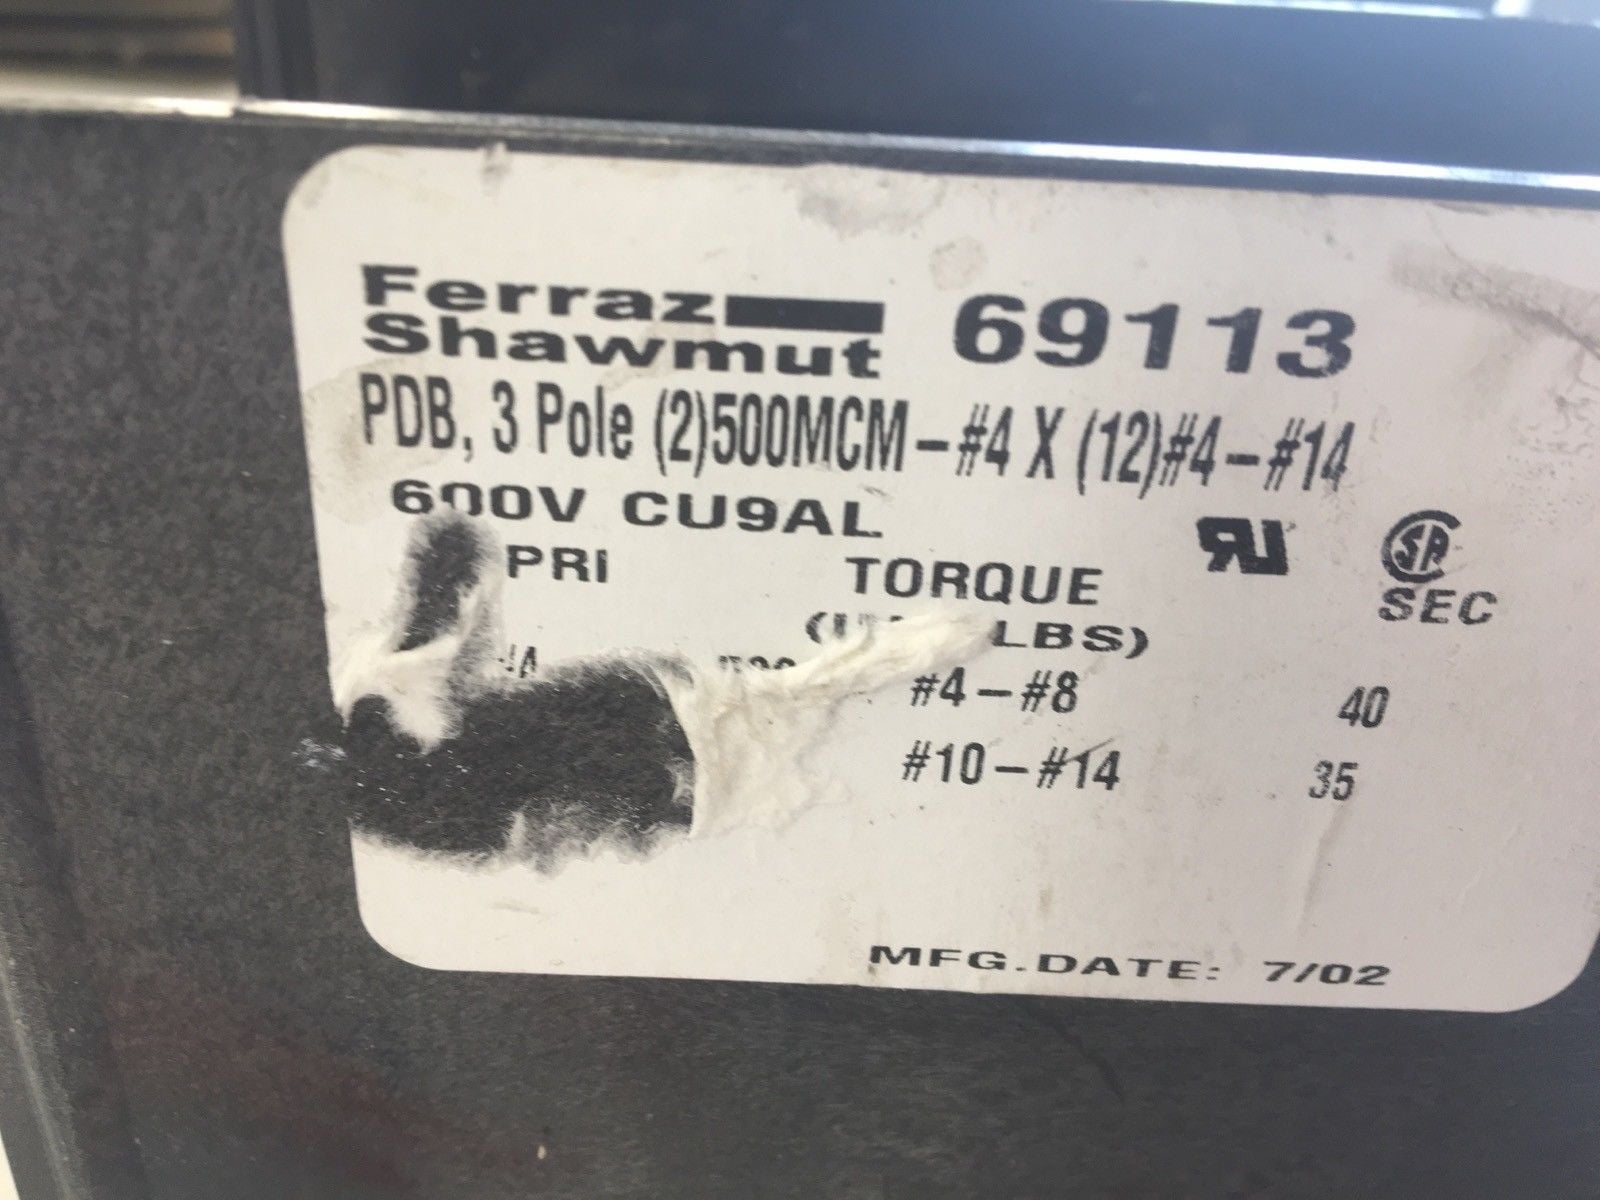 Ferraz
Shawmut 69113
PDB, 3 Pole (2)500MCM-#4 X (12)#4-#14
600V CU9AL
PRI TORQUE SEC
LBS)
#4-#8 40
#10-#14 35
MFG.DATE: 7/02